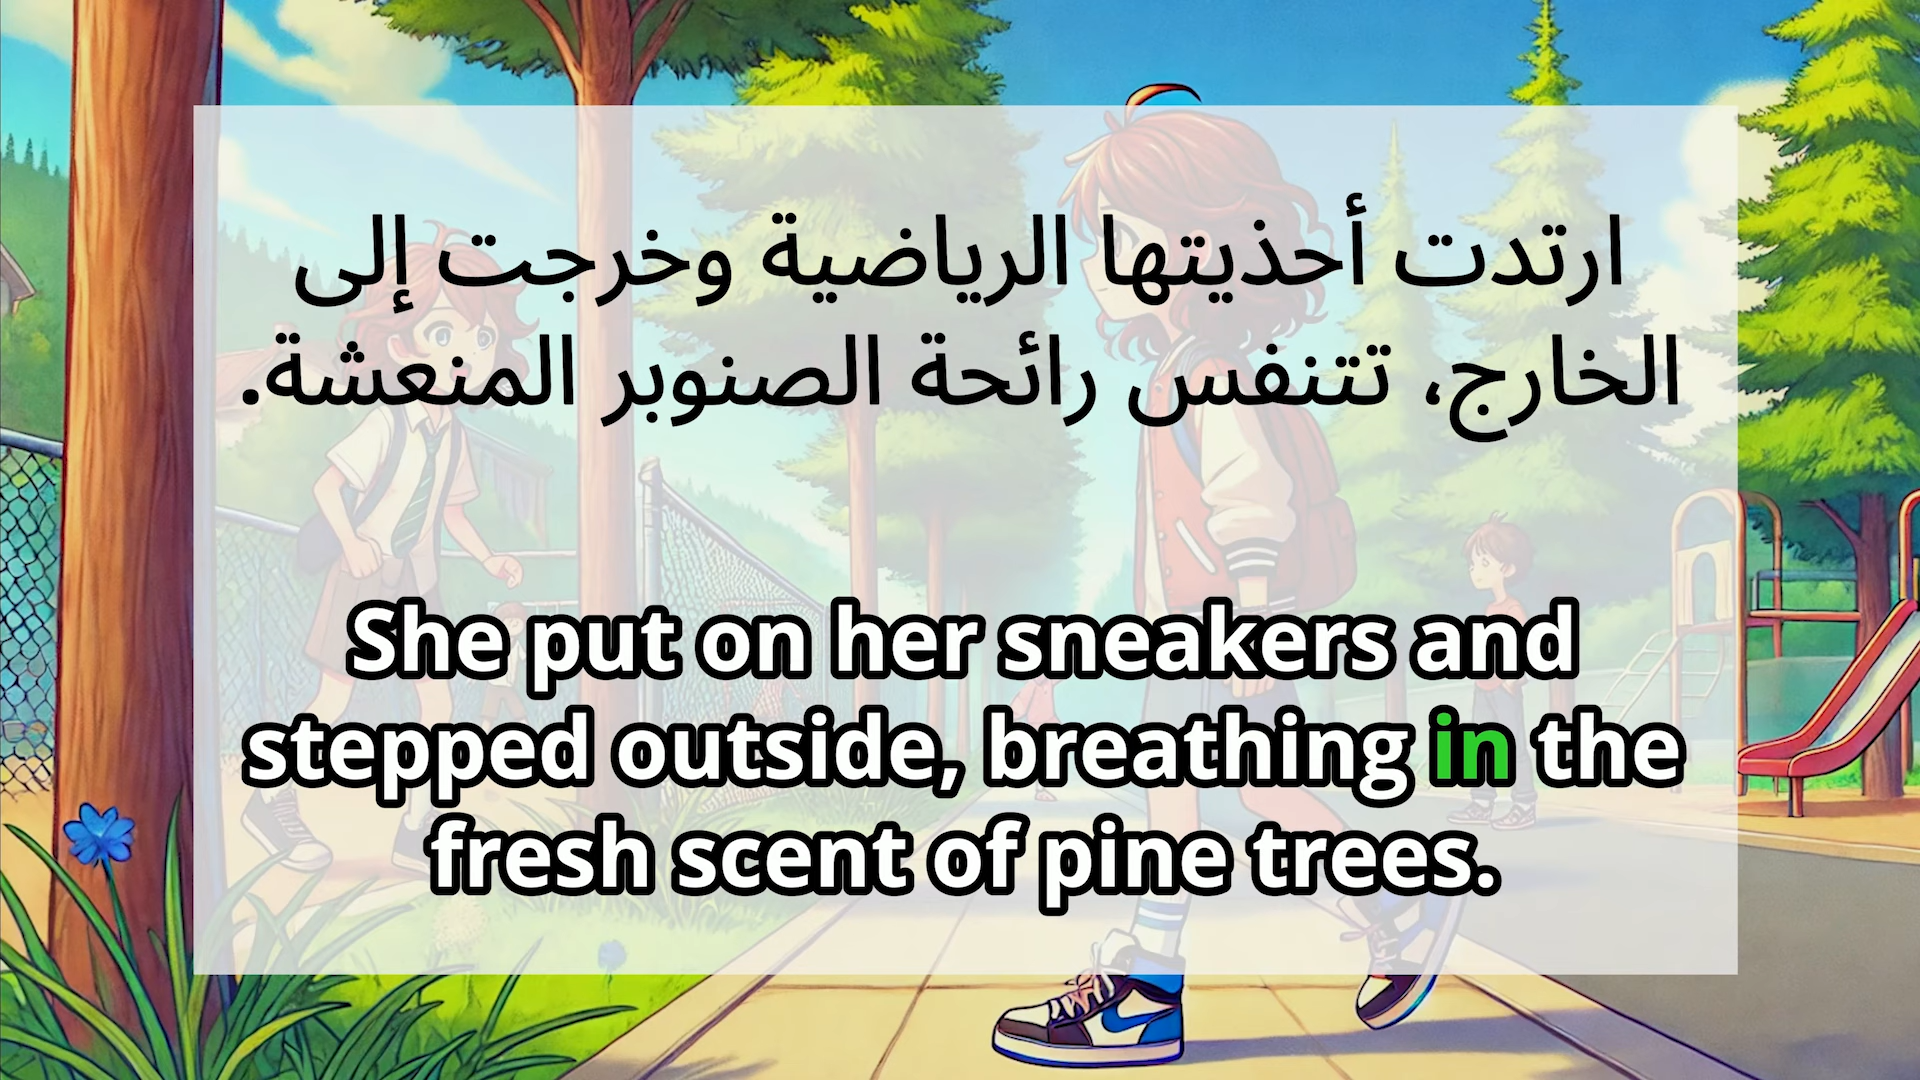 ارتدت أحذيتها الرياضية وخرجت إلى
الخارج، تتنفس رائحة الصنوبر المنعشة.
She put on her sneakers and
stepped outside, breathing in the
fresh scent of pine trees.